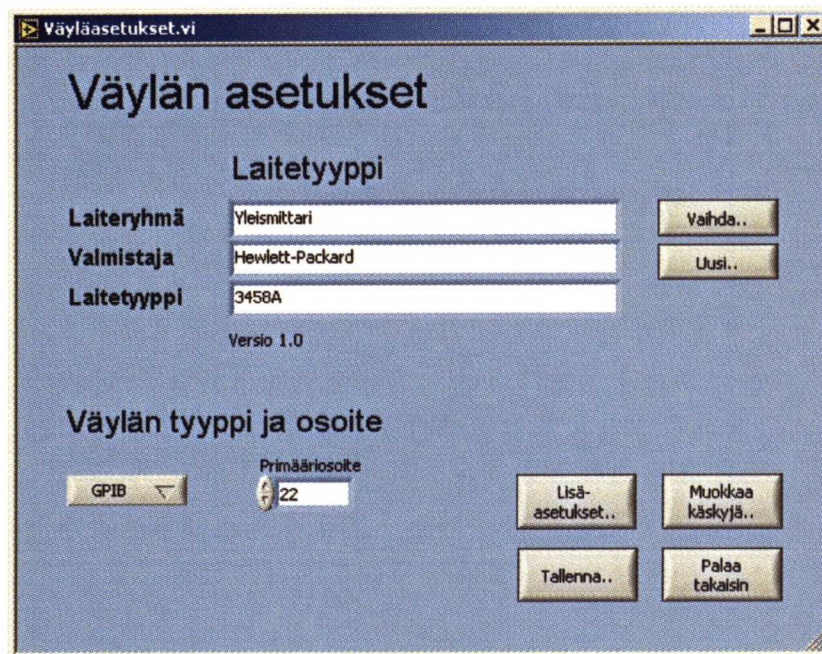 Väyläasetukset.vi
Väylän asetukset
Laitetyyppi
Laiteryhmä Yleismittari Vaihda..
Valmistaja Hewlett-Packard Uusi..
Laitetyyppi 3458A
Versio 1.0
Väylän tyyppi ja osoite
Primääriosoite
GPIB 22
Lisä-
asetukset..
Muokkaa
käskyjä..
Tallenna..
Palaa
takaisin